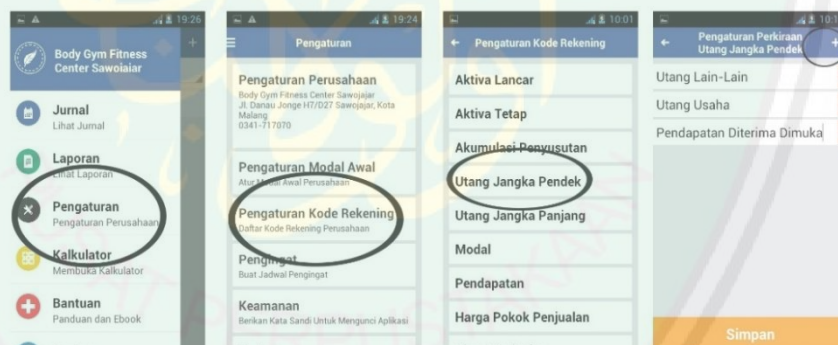 19:26
Body Gym Fitness
Center Sawoiaiar
Jurnal
Lihat Jurnal
Laporan
Lihat Laporan
Pengaturan
Pengaturan Perusahaan
Kalkulator
Membuka Kalkulator
Bantuan
Panduan dan Ebook
19:24
Pengaturan
Pengaturan Perusahaan
Body Gym Fitness Center Sawojajar
Jl. Danau Jonge H7/D27 Sawojajar, Kota
Malang
0341-717070
Pengaturan Modal Awal
Atur Modal Awal Perusahaan
Pengaturan Kode Rekening
Daftar Kode Rekening Perusahaan
Pengingat
Buat Jadwal Pengingat
Keamanan
Berikan Kata Sandi Untuk Mengunci Aplikasi
10:01
Pengaturan Kode Rekening
Aktiva Lancar
Aktiva Tetap
Akumulasi Penyusutan
Utang Jangka Pendek
Utang Jangka Panjang
Modal
Pendapatan
Harga Pokok Penjualan
Pengaturan Perkiraan
Utang Jangka Pendek
Utang Lain-Lain
Utang Usaha
Pendapatan Diterima Dimuka
Simpan